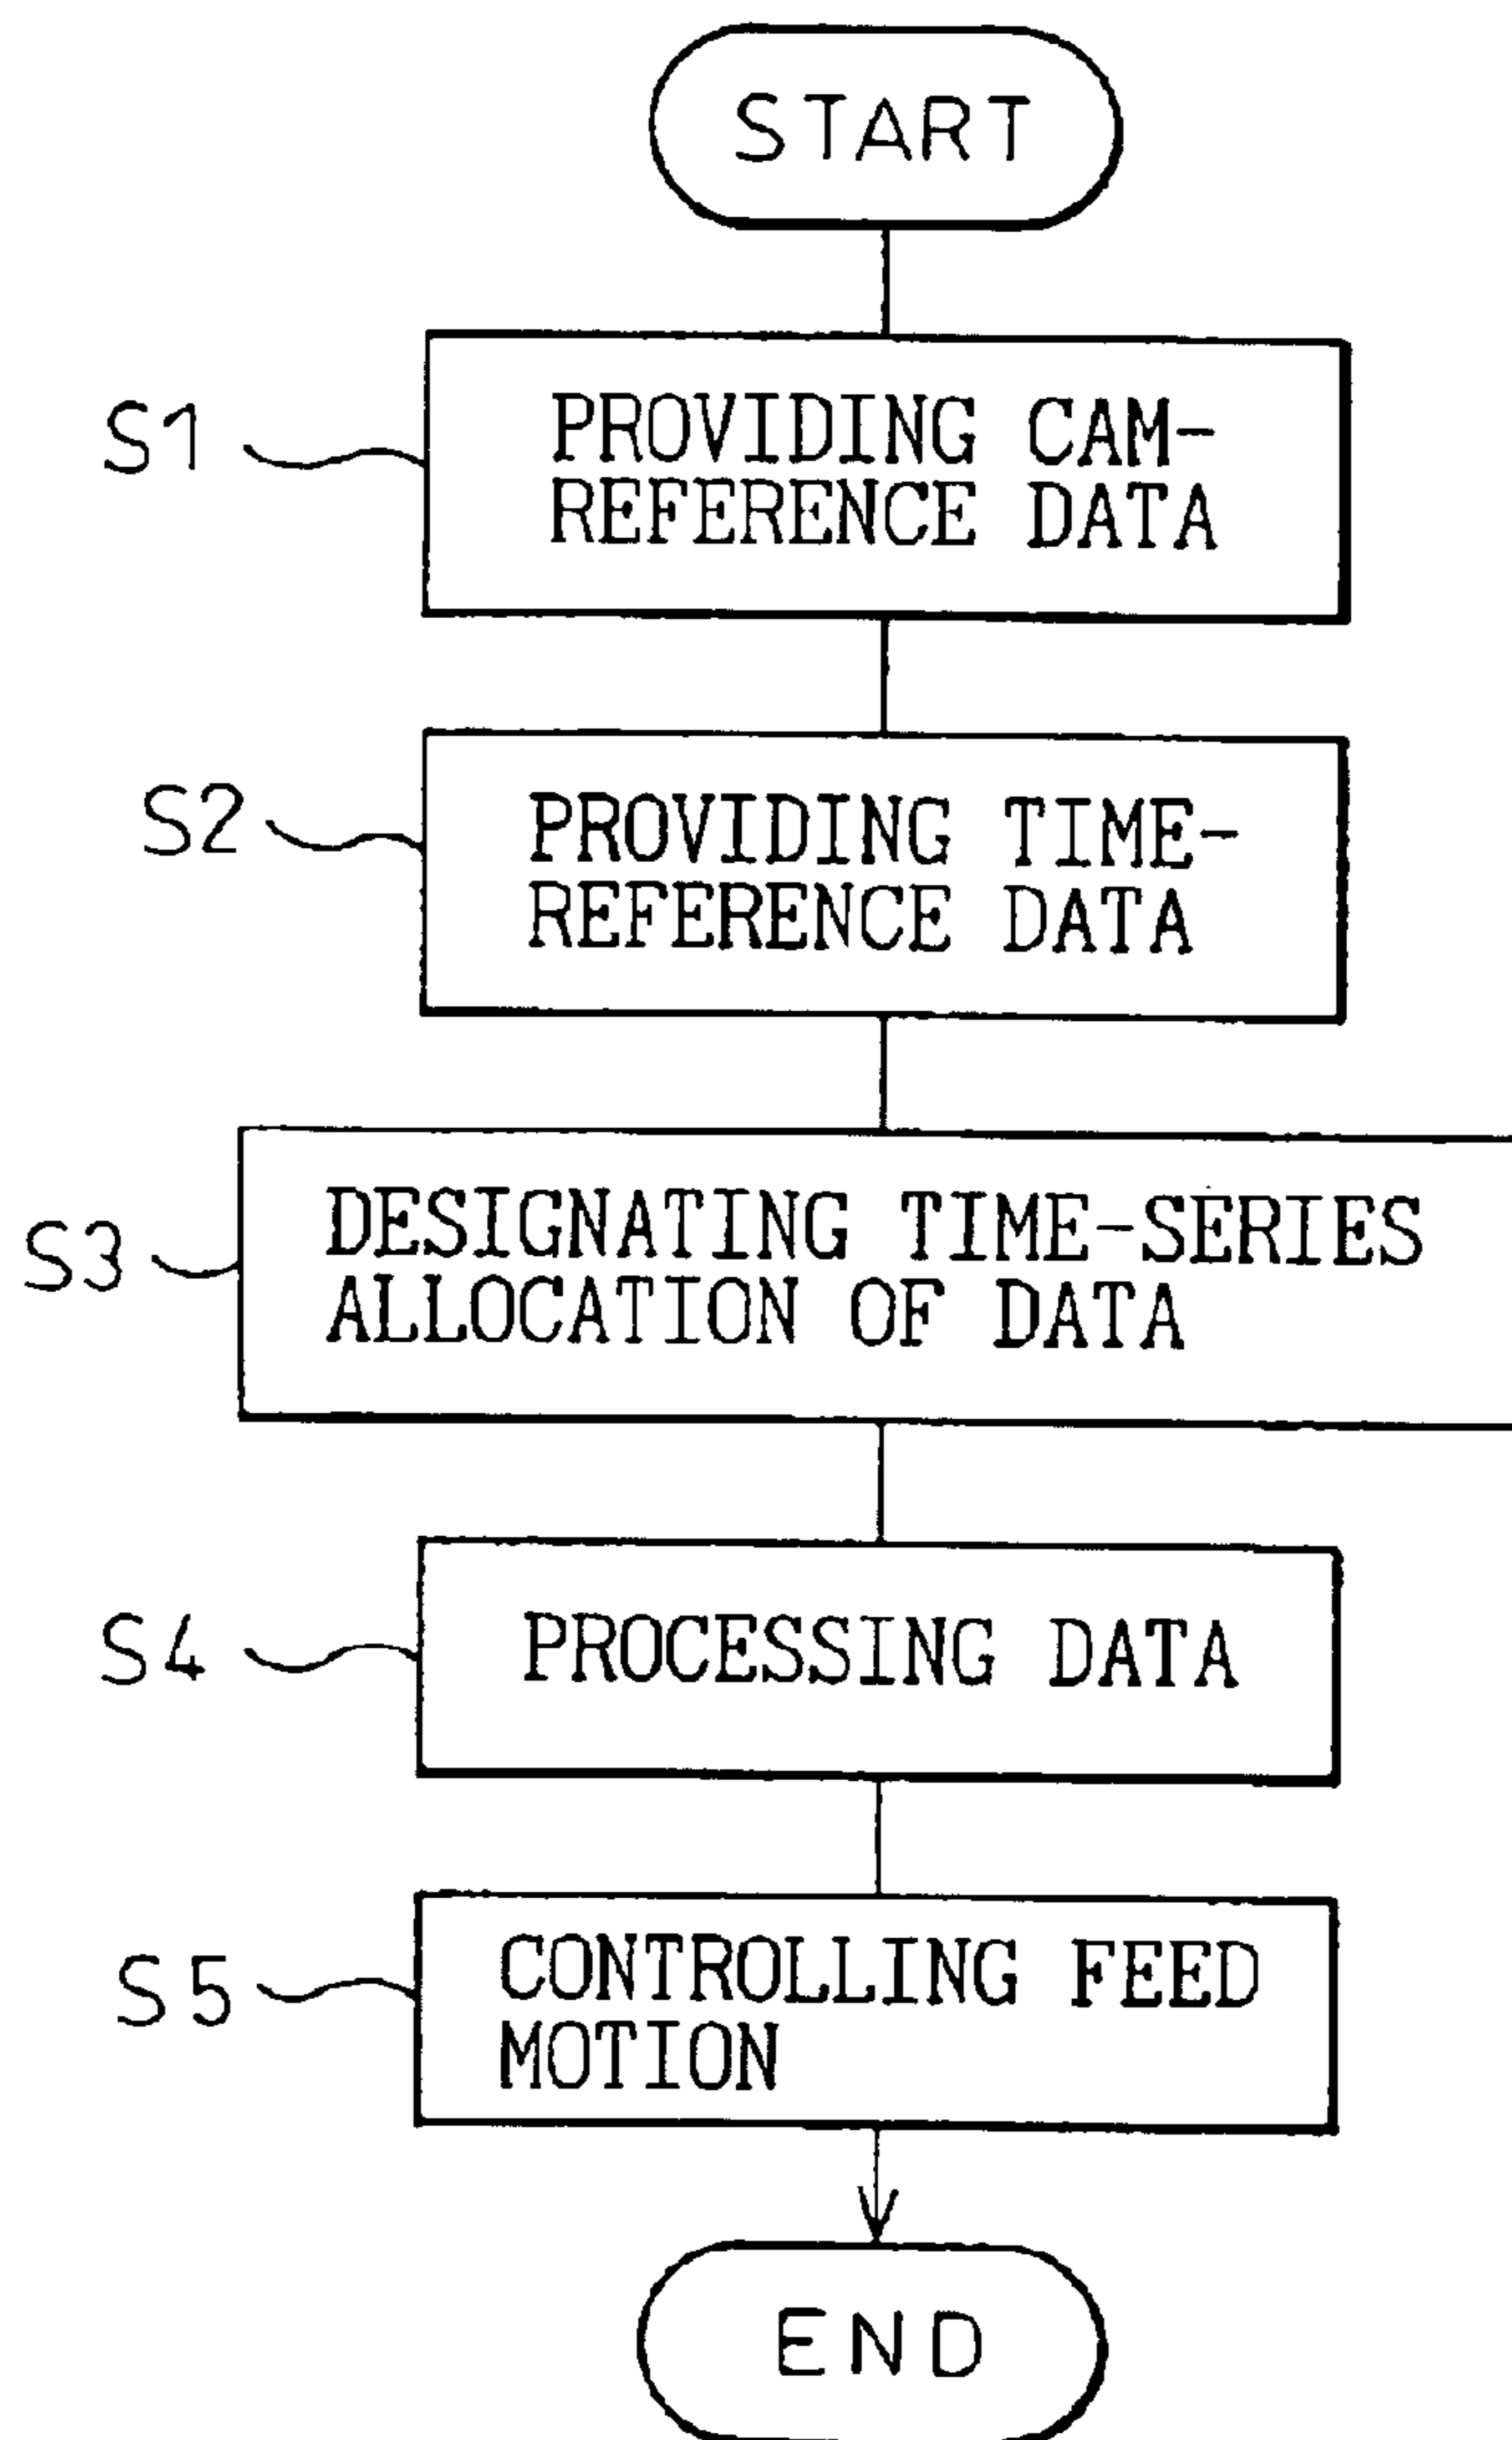 START
S1
PROVIDING CAM-
REFERENCE DATA
S2
PROVIDING TIME-
REFERENCE DATA
S3
DESIGNATING TIME-SERIES
ALLOCATION OF DATA
S4
PROCESSING DATA
S5
CONTROLLING FEED
MOTION
END